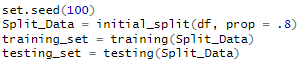 set.seed(100)
Split_Data = initial_split(df, prop = .8)
training_set = training(Split_Data)
testing_set = testing(Split_Data)